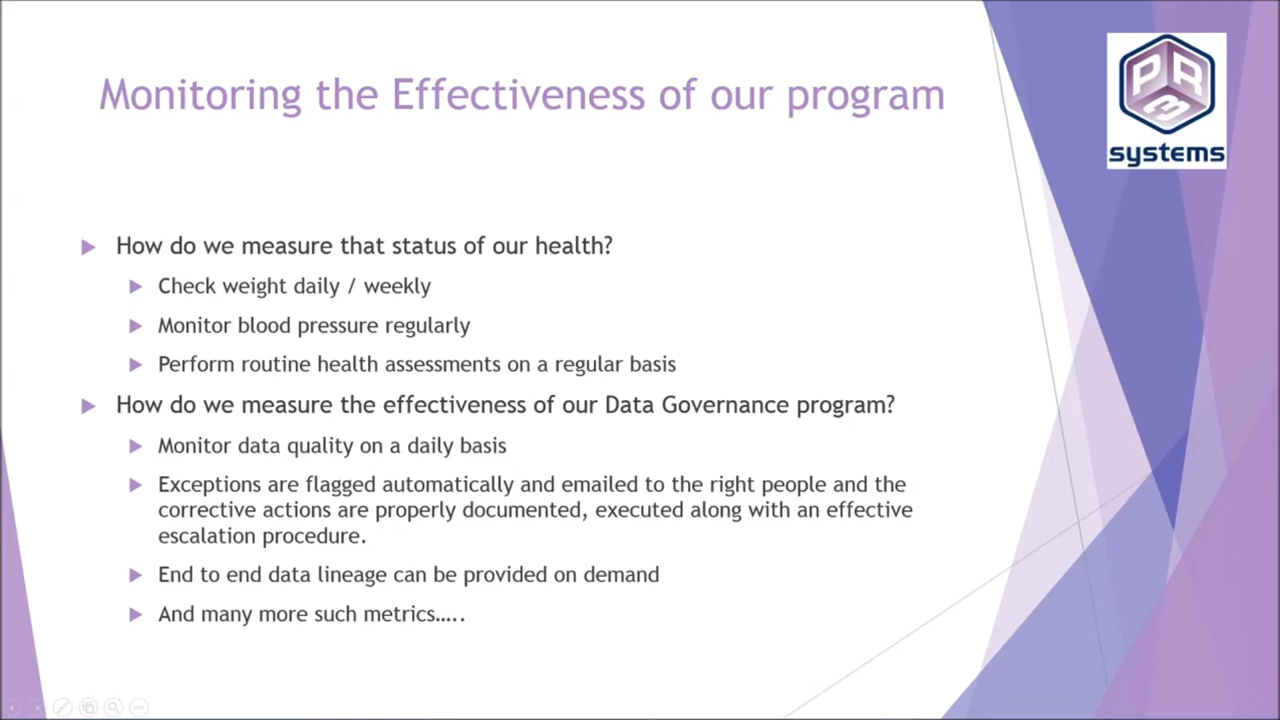 Monitoring the Effectiveness of our program
PR3
systems
How do we measure that status of our health?
Check weight daily / weekly
Monitor blood pressure regularly
Perform routine health assessments on a regular basis
How do we measure the effectiveness of our Data Governance program?
Monitor data quality on a daily basis
Exceptions are flagged automatically and emailed to the right people and the
corrective actions are properly documented, executed along with an effective
escalation procedure.
End to end data lineage can be provided on demand
And many more such metrics…..